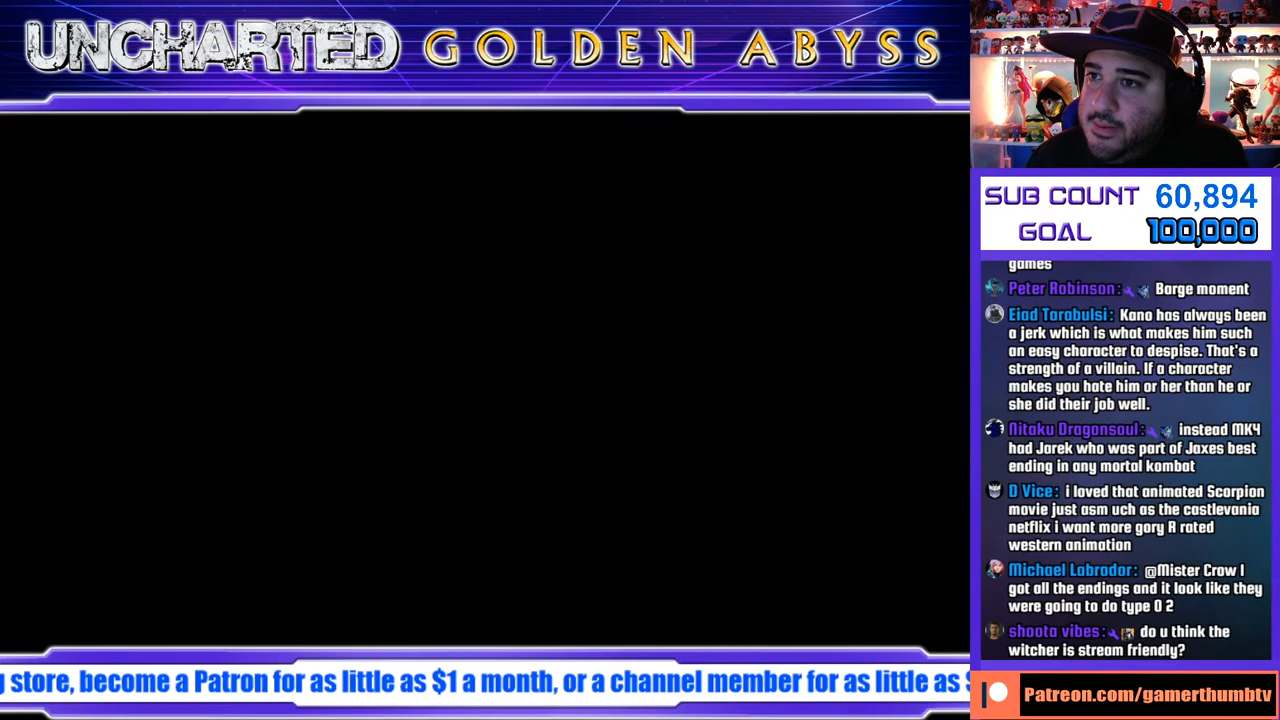 UNCHARTED GOLDEN ABYSS
SUB COUNT 60,894
GOAL 100,000
games
Peter Robinson: Barge moment
Eiad Tarabulsi: Kano has always been
a jerk which is what makes him such
an easy character to despise. That's a
strength of a villain. If a character
makes you hate him or her than he or
she did their job well.
Nitaku Dragonsoul: instead MK4
had Jarek who was part of Jaxes best
ending in any mortal kombat
D Vice: i loved that animated Scorpion
movie just asm uch as the castlevania
netflix i want more gory R rated
western animation
Michael Labrador: @Mister Crow I
got all the endings and it look like they
were going to do type 0 2
shoota vibes: do u think the
witcher is stream friendly?
store, become a Patron for as little as $1 a month, or a channel member for as little as
Patreon.com/gamerthumbtv